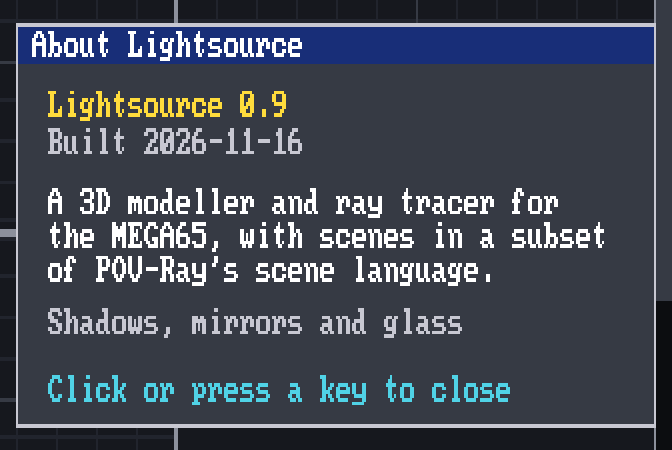 About Lightsource
Lightsource 0.9
Built 2026-11-16
A 3D modeller and ray tracer for
the MEGA65, with scenes in a subset
of POV-Ray's scene language.
Shadows, mirrors and glass
Click or press a key to close